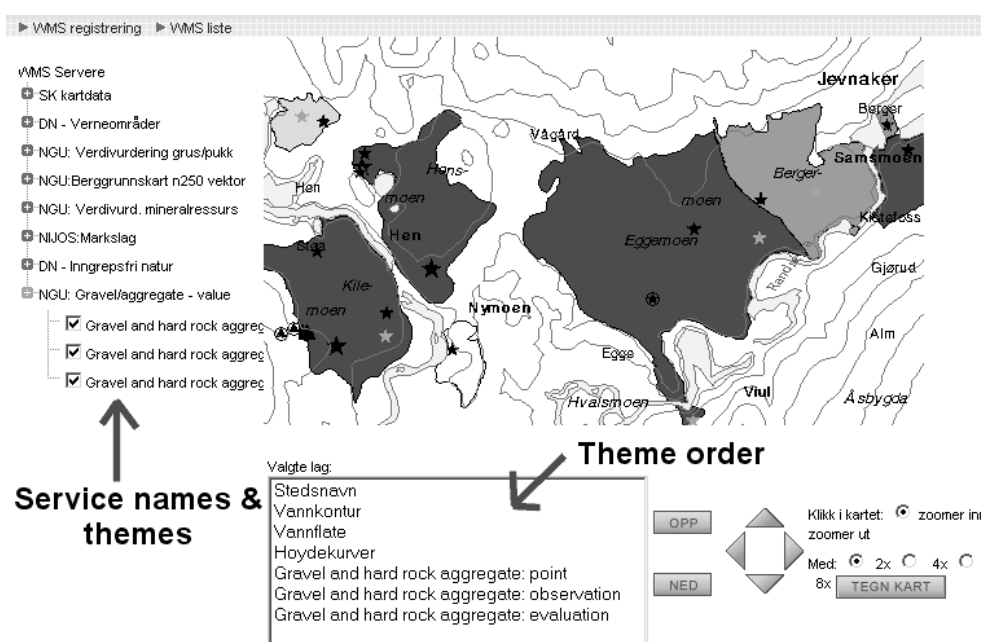 WMS registrering WMS liste
WMS Servere
SK kartdata
DN - Verneområder
NGU: Verdivurdering grus/pukk
NGU:Berggrunnskart n250 vektor
NGU: Verdivurd. mineralressurs
NIJOS:Markslag
DN - Inngrepsfri natur
NGU: Gravel/aggregate - value
Gravel and hard rock aggreg
Gravel and hard rock aggreg
Gravel and hard rock aggreg
Service names &
themes
Jevnaker
Berger
Vågård
Samsmoen
Hens-
moen
Hen
Hen
Berger-
moen
Kistefoss
Eggemoen
Støa
Kile-
moen
Randse
Gjørud
Nymoen
Alm
Egge
Viul
Åsbygda
Hvalsmoen
Theme order
Valgte lag:
Stedsnavn
Vannkontur
Vannflate
Hoydekurver
Gravel and hard rock aggregate: point
Gravel and hard rock aggregate: observation
Gravel and hard rock aggregate: evaluation
OPP
NED
Klikk i kartet: zoomer inn
zoomer ut
Med: 2x 4x
8x TEGN KART